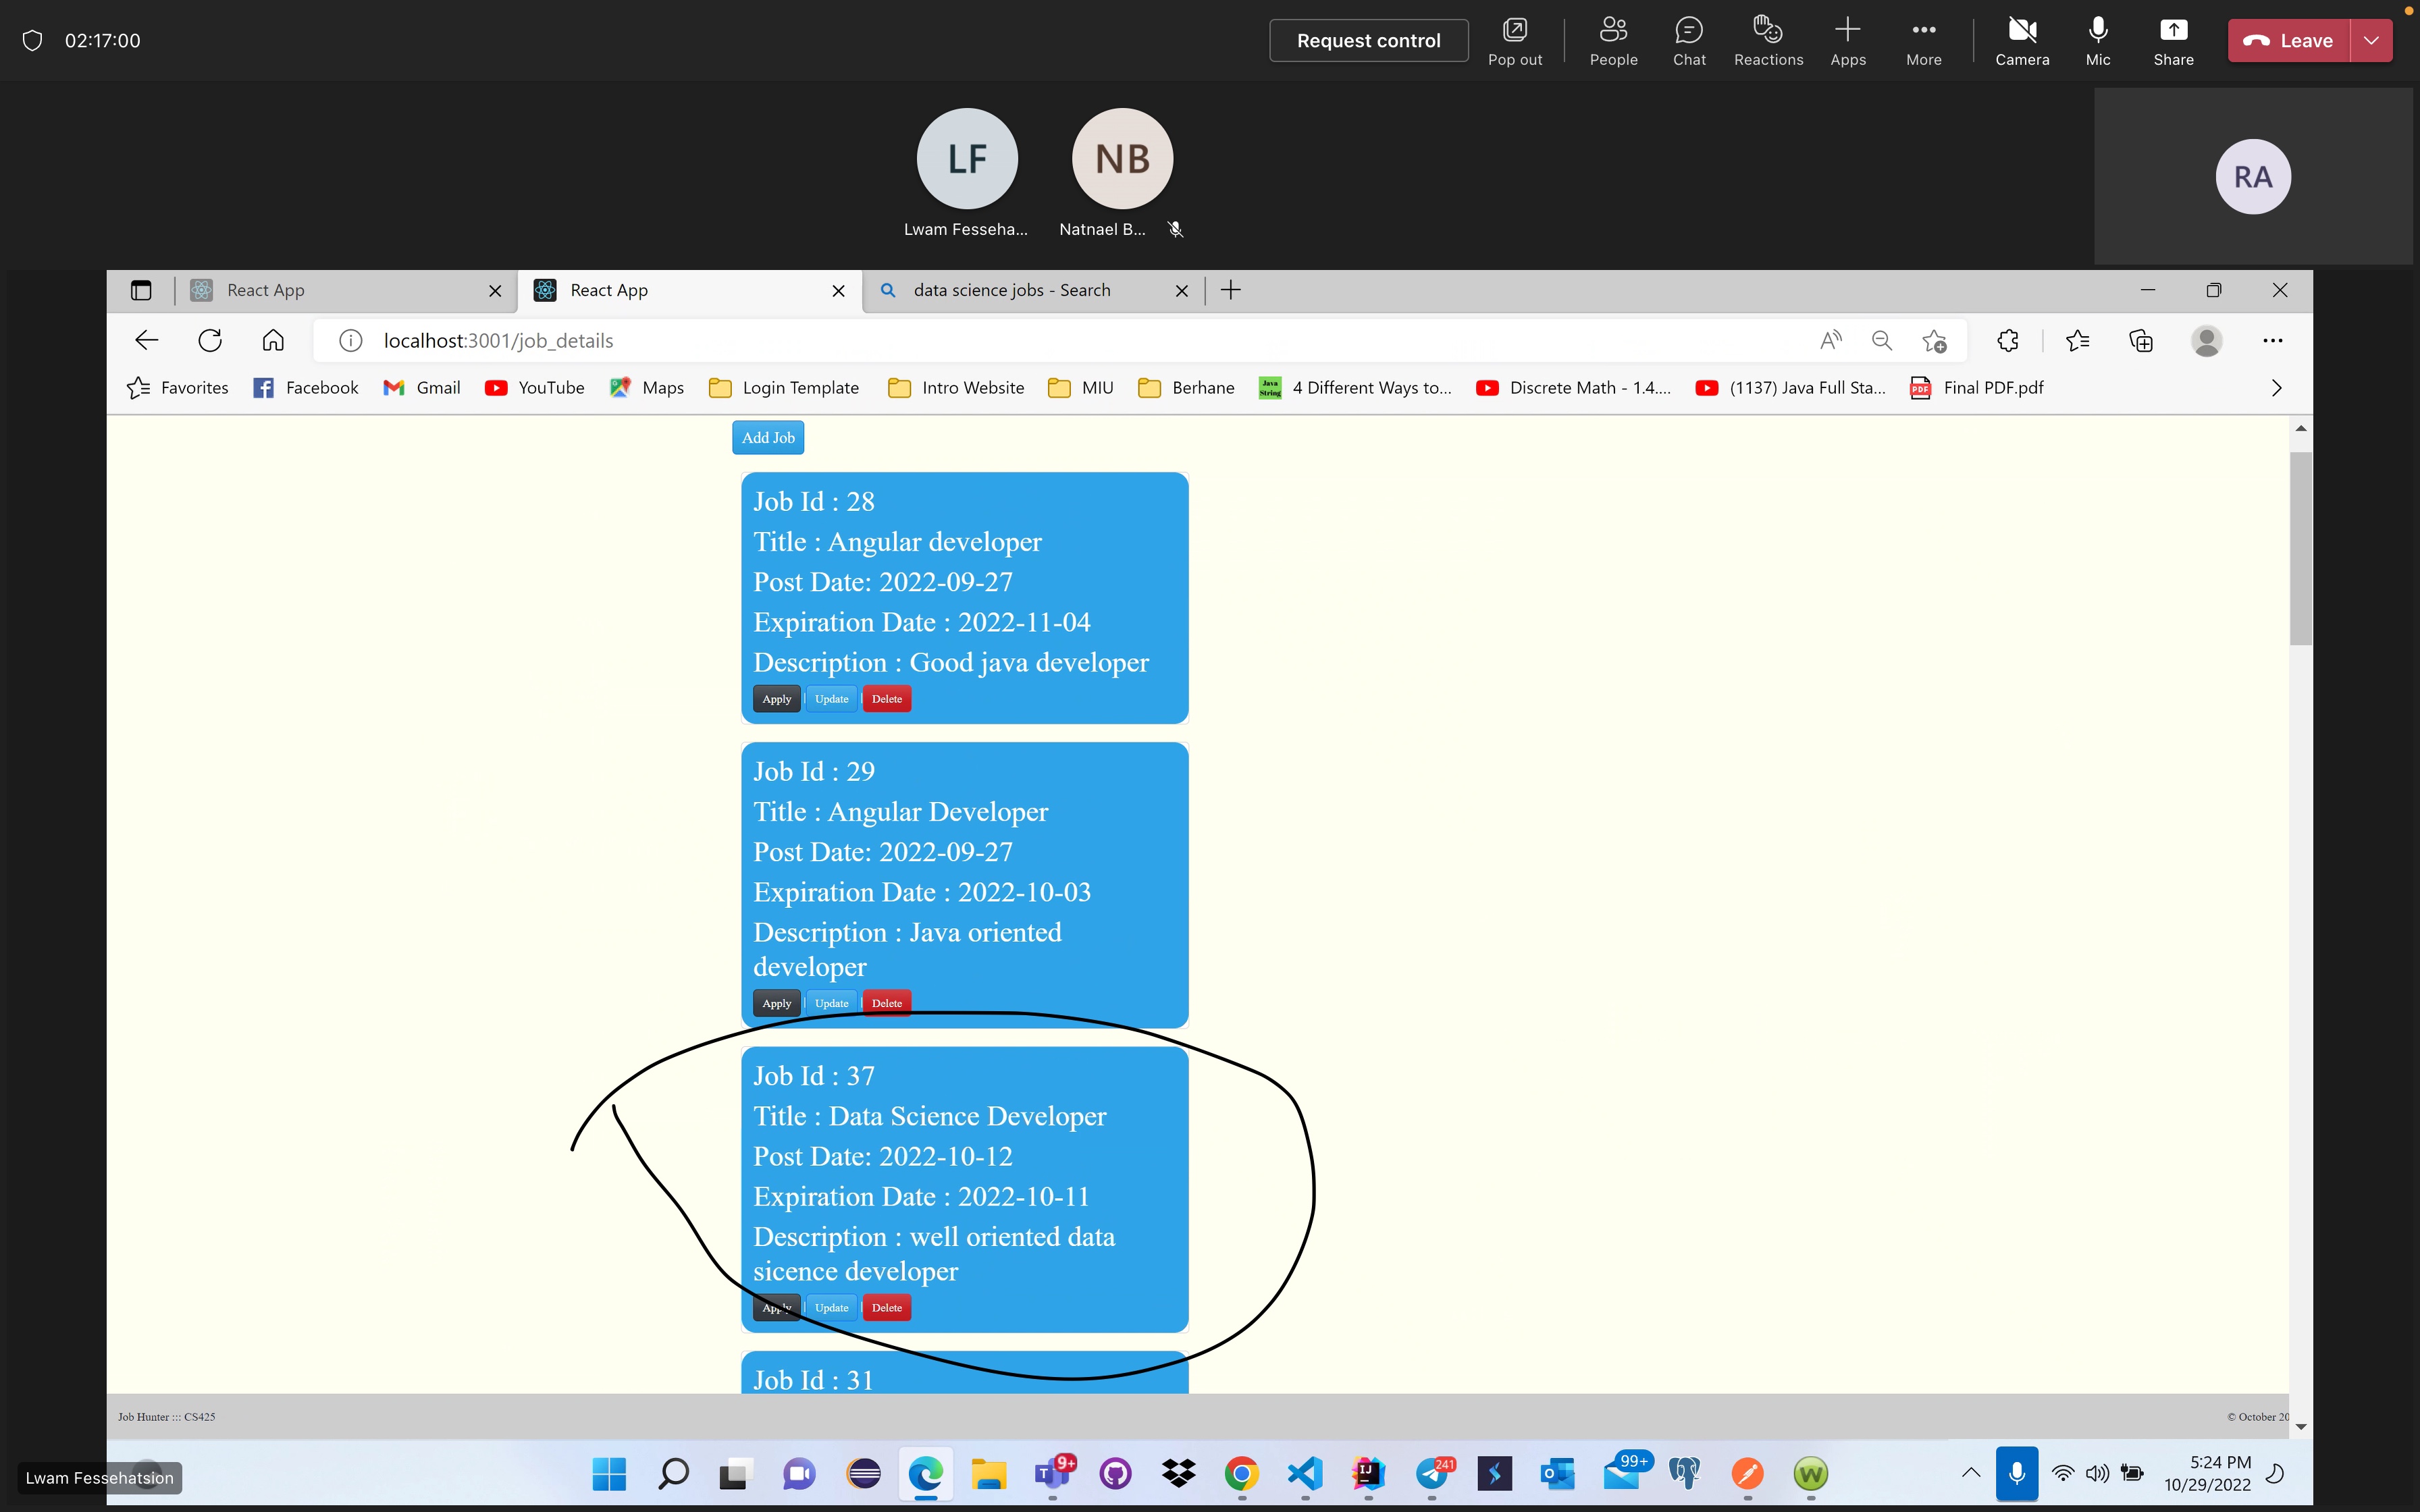 02:17:00
Request control
Pop out
People
Chat
Reactions
Apps
More
Camera
Mic
Share
Leave
LF
NB
RA
Lwam Fesseha...
Natnael B...
React App
React App
data science jobs - Search
localhost:3001/job_details
Favorites
Facebook
Gmail
YouTube
Maps
Login Template
Intro Website
MIU
Berhane
Java String
4 Different Ways to...
Discrete Math - 1.4....
(1137) Java Full Sta...
PDF
Final PDF.pdf
Add Job
Job Id : 28
Title : Angular developer
Post Date: 2022-09-27
Expiration Date : 2022-11-04
Description : Good java developer
Apply | Update | Delete
Job Id : 29
Title : Angular Developer
Post Date: 2022-09-27
Expiration Date : 2022-10-03
Description : Java oriented
developer
Apply | Update | Delete
Job Id : 37
Title : Data Science Developer
Post Date: 2022-10-12
Expiration Date : 2022-10-11
Description : well oriented data
sicence developer
Apply | Update | Delete
Job Id : 31
Job Hunter ::: CS425
© October 20
Lwam Fessehatsion
9+
241
99+
5:24 PM
10/29/2022